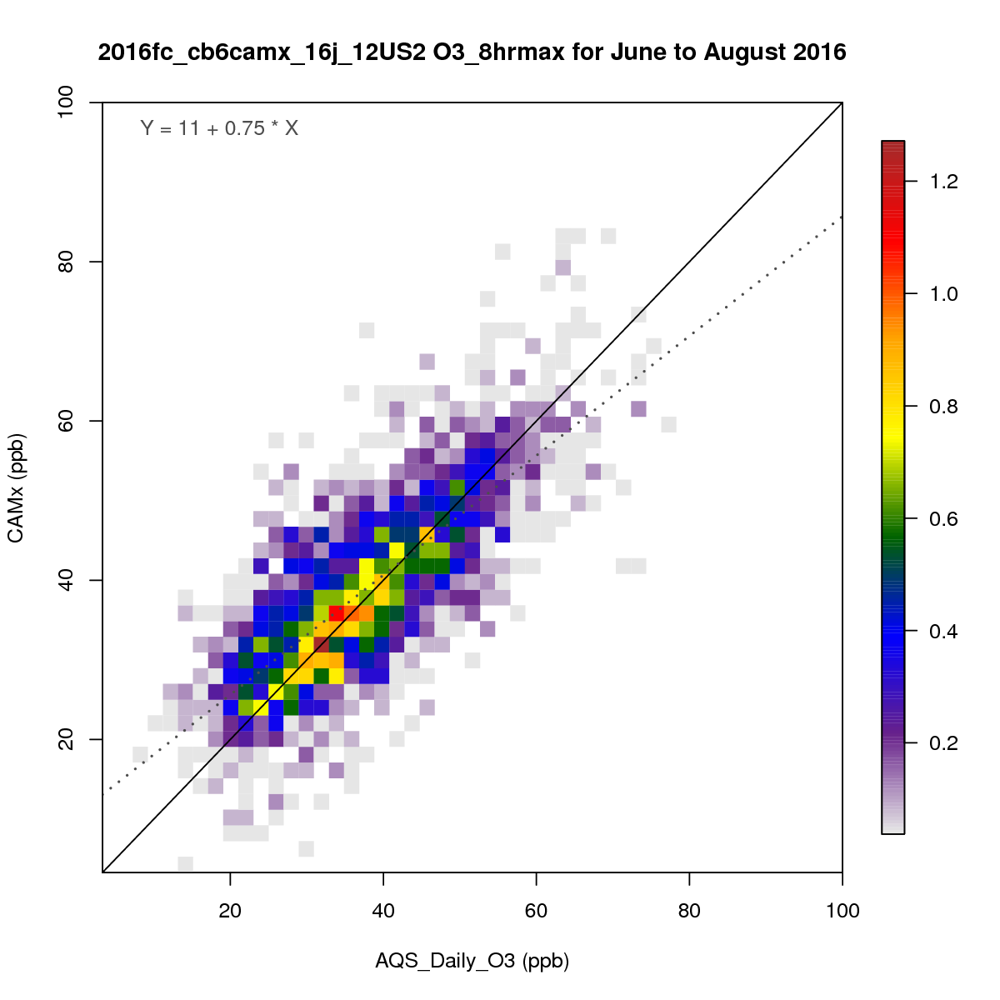 2016fc_cb6camx_16j_12US2 O3_8hrmax for June to August 2016
Y = 11 + 0.75 * X
100
80
60
40
20
CAMx (ppb)
20 40 60 80 100
AQS_Daily_O3 (ppb)
1.2
1.0
0.8
0.6
0.4
0.2